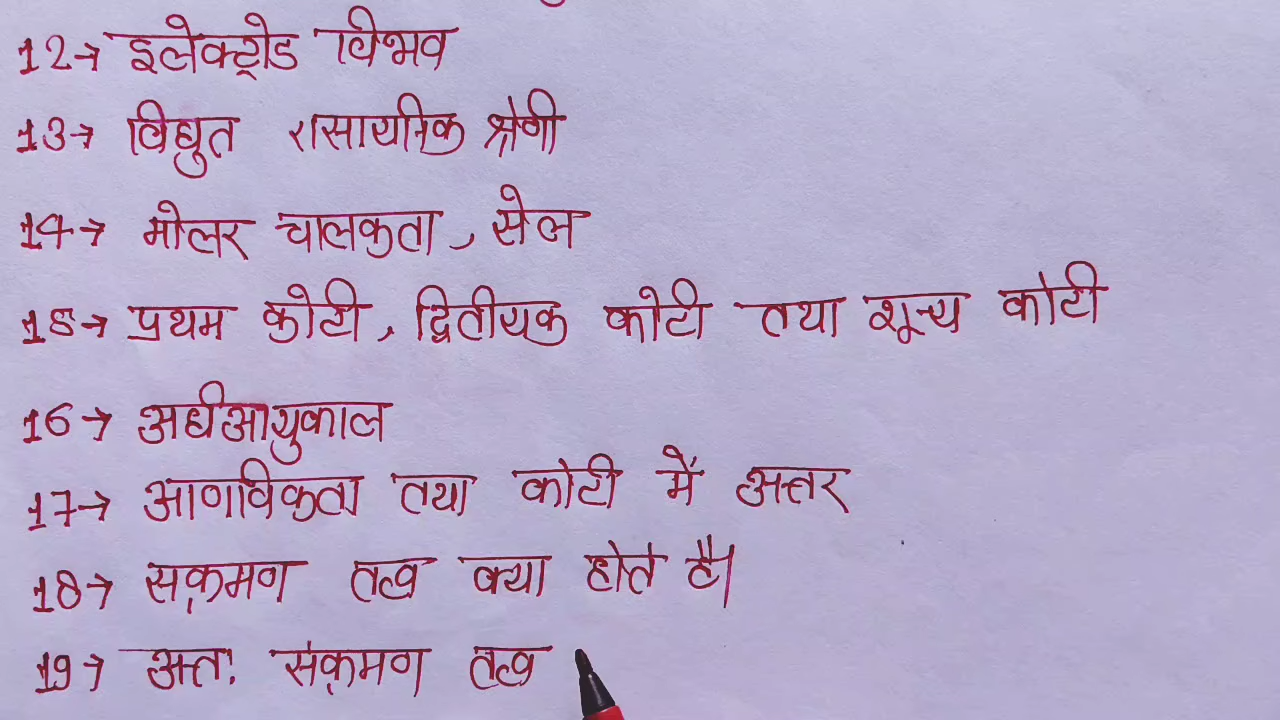 12→ इलेक्ट्रोड विभव
13→ विद्युत रासायनिक श्रेणी
14→ मोलर चालकता, सेल
15→ प्रथम कोटी, द्वितीयक कोटी तथा शून्य कोटी
16→ अर्धआयुकाल
17→ आणविकता तथा कोटी में अन्तर
18→ सक्रमण तत्व क्या होते है।
19→ अन्त: संक्रमण तत्व